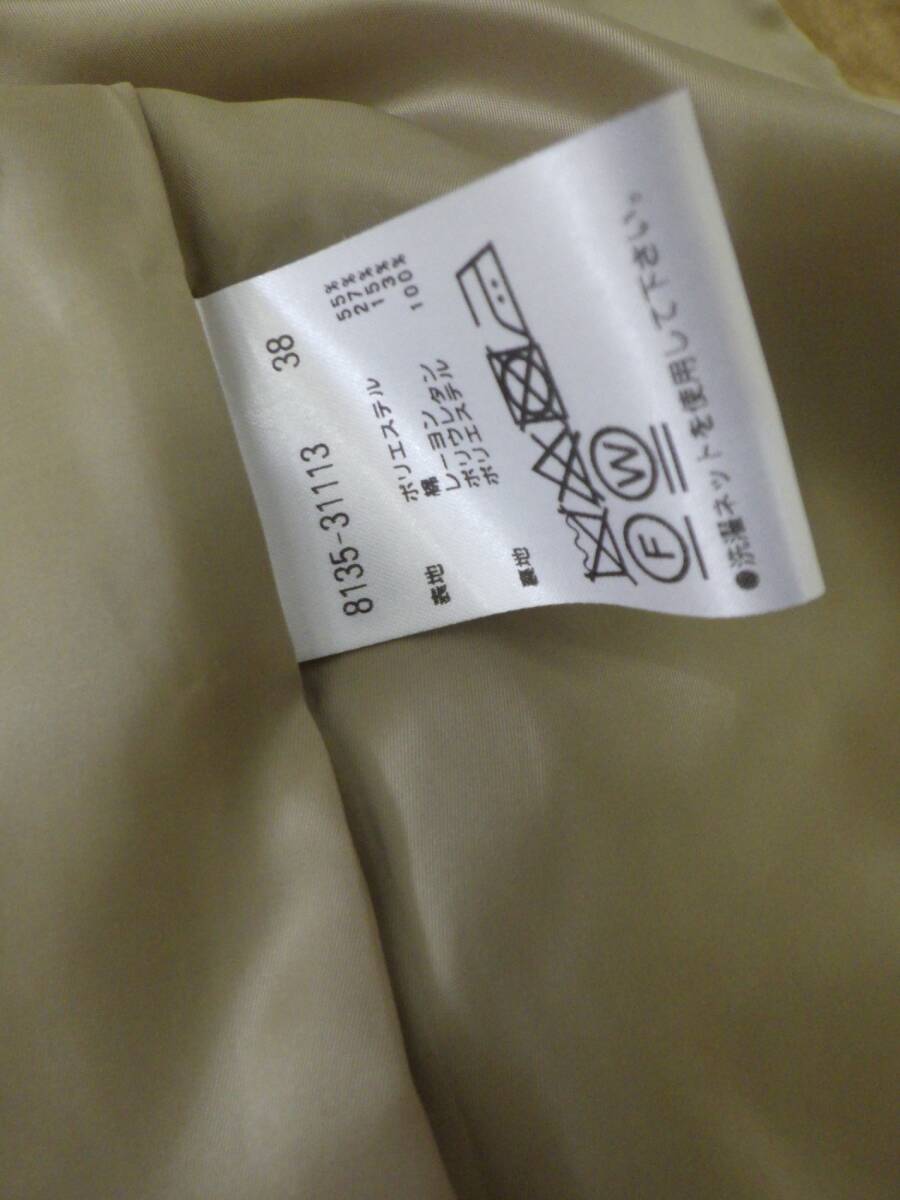 8135-31113 38
表地 ポリエステル 55%
綿 27%
レーヨン 15%
ポリウレタン 3%
裏地 ポリエステル 100%
F W
●洗濯ネットを使用して下さい。